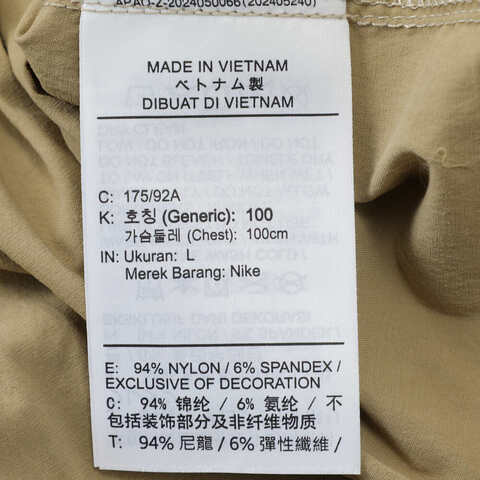 APAO-Z-2024050066(202405240)
MADE IN VIETNAM
ベトナム製
DIBUAT DI VIETNAM
C: 175/92A
K: 호칭 (Generic): 100
가슴둘레 (Chest): 100cm
IN: Ukuran: L
Merek Barang: Nike
E: 94% NYLON / 6% SPANDEX /
EXCLUSIVE OF DECORATION
C: 94% 锦纶 / 6% 氨纶 / 不
包括装饰部分及非纤维物质
T: 94% 尼龍 / 6% 彈性纖維 /